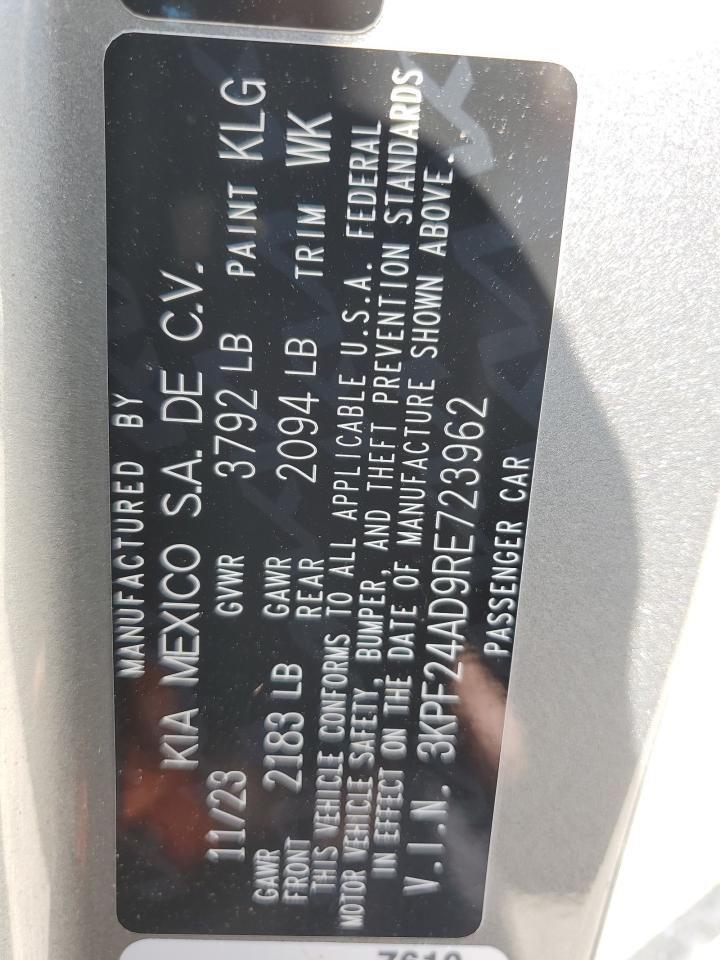 MANUFACTURED BY
KIA MEXICO S.A. DE C.V.
11/23 GVWR 3792 LB PAINT KLG
GAWR FRONT 2183 LB GAWR REAR 2094 LB TRIM WK
THIS VEHICLE CONFORMS TO ALL APPLICABLE U.S.A. FEDERAL
MOTOR VEHICLE SAFETY, BUMPER, AND THEFT PREVENTION STANDARDS
IN EFFECT ON THE DATE OF MANUFACTURE SHOWN ABOVE.
V.I.N. 3KPF24AD9RE723962
PASSENGER CAR